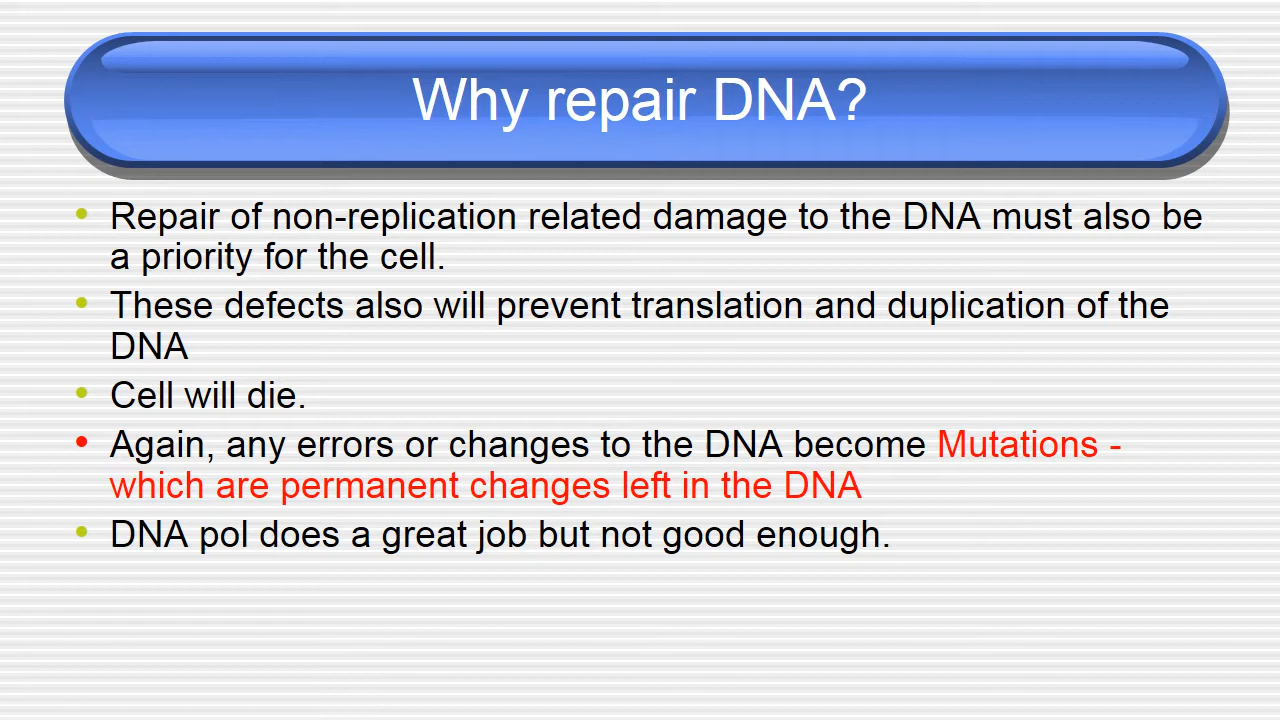 Why repair DNA?
• Repair of non-replication related damage to the DNA must also be
a priority for the cell.
• These defects also will prevent translation and duplication of the
DNA
• Cell will die.
• Again, any errors or changes to the DNA become Mutations -
which are permanent changes left in the DNA
• DNA pol does a great job but not good enough.